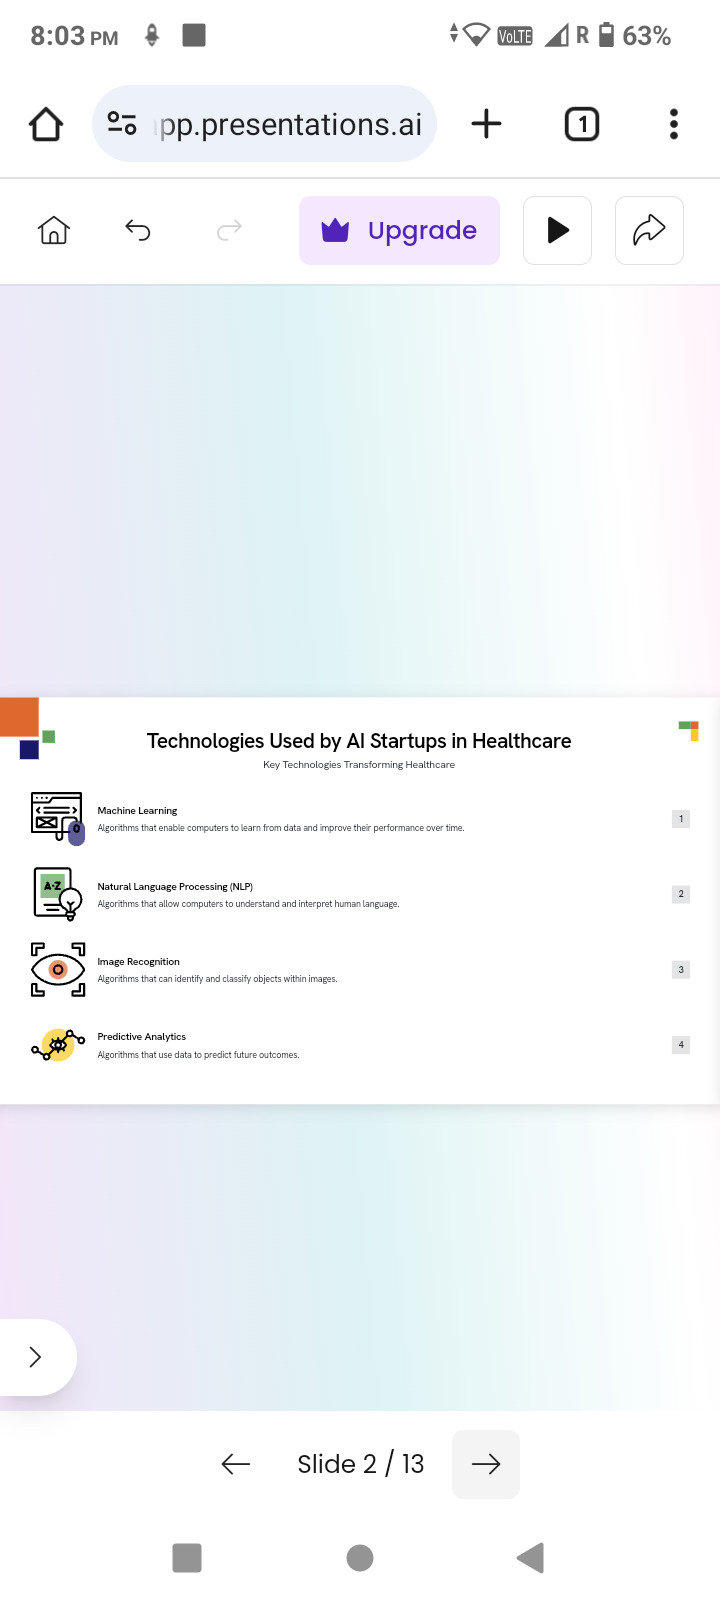 8:03 PM VoLTE R 63%
pp.presentations.ai 1
Upgrade
Technologies Used by AI Startups in Healthcare
Key Technologies Transforming Healthcare
Machine Learning
Algorithms that enable computers to learn from data and improve their performance over time.
1
A-Z
Natural Language Processing (NLP)
Algorithms that allow computers to understand and interpret human language.
2
Image Recognition
Algorithms that can identify and classify objects within images.
3
Predictive Analytics
Algorithms that use data to predict future outcomes.
4
Slide 2 / 13